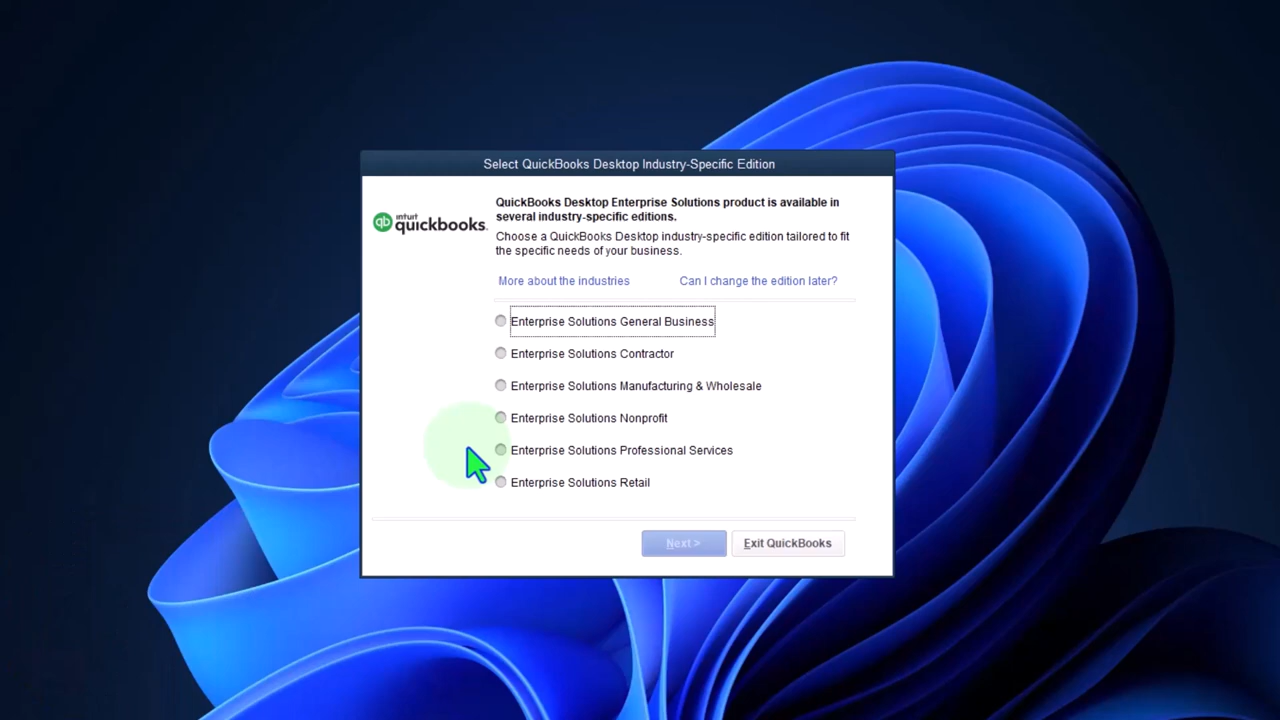 Select QuickBooks Desktop Industry-Specific Edition
intuit
qb quickbooks.
QuickBooks Desktop Enterprise Solutions product is available in
several industry-specific editions.
Choose a QuickBooks Desktop industry-specific edition tailored to fit
the specific needs of your business.
More about the industries Can I change the edition later?
Enterprise Solutions General Business
Enterprise Solutions Contractor
Enterprise Solutions Manufacturing & Wholesale
Enterprise Solutions Nonprofit
Enterprise Solutions Professional Services
Enterprise Solutions Retail
Next > Exit QuickBooks